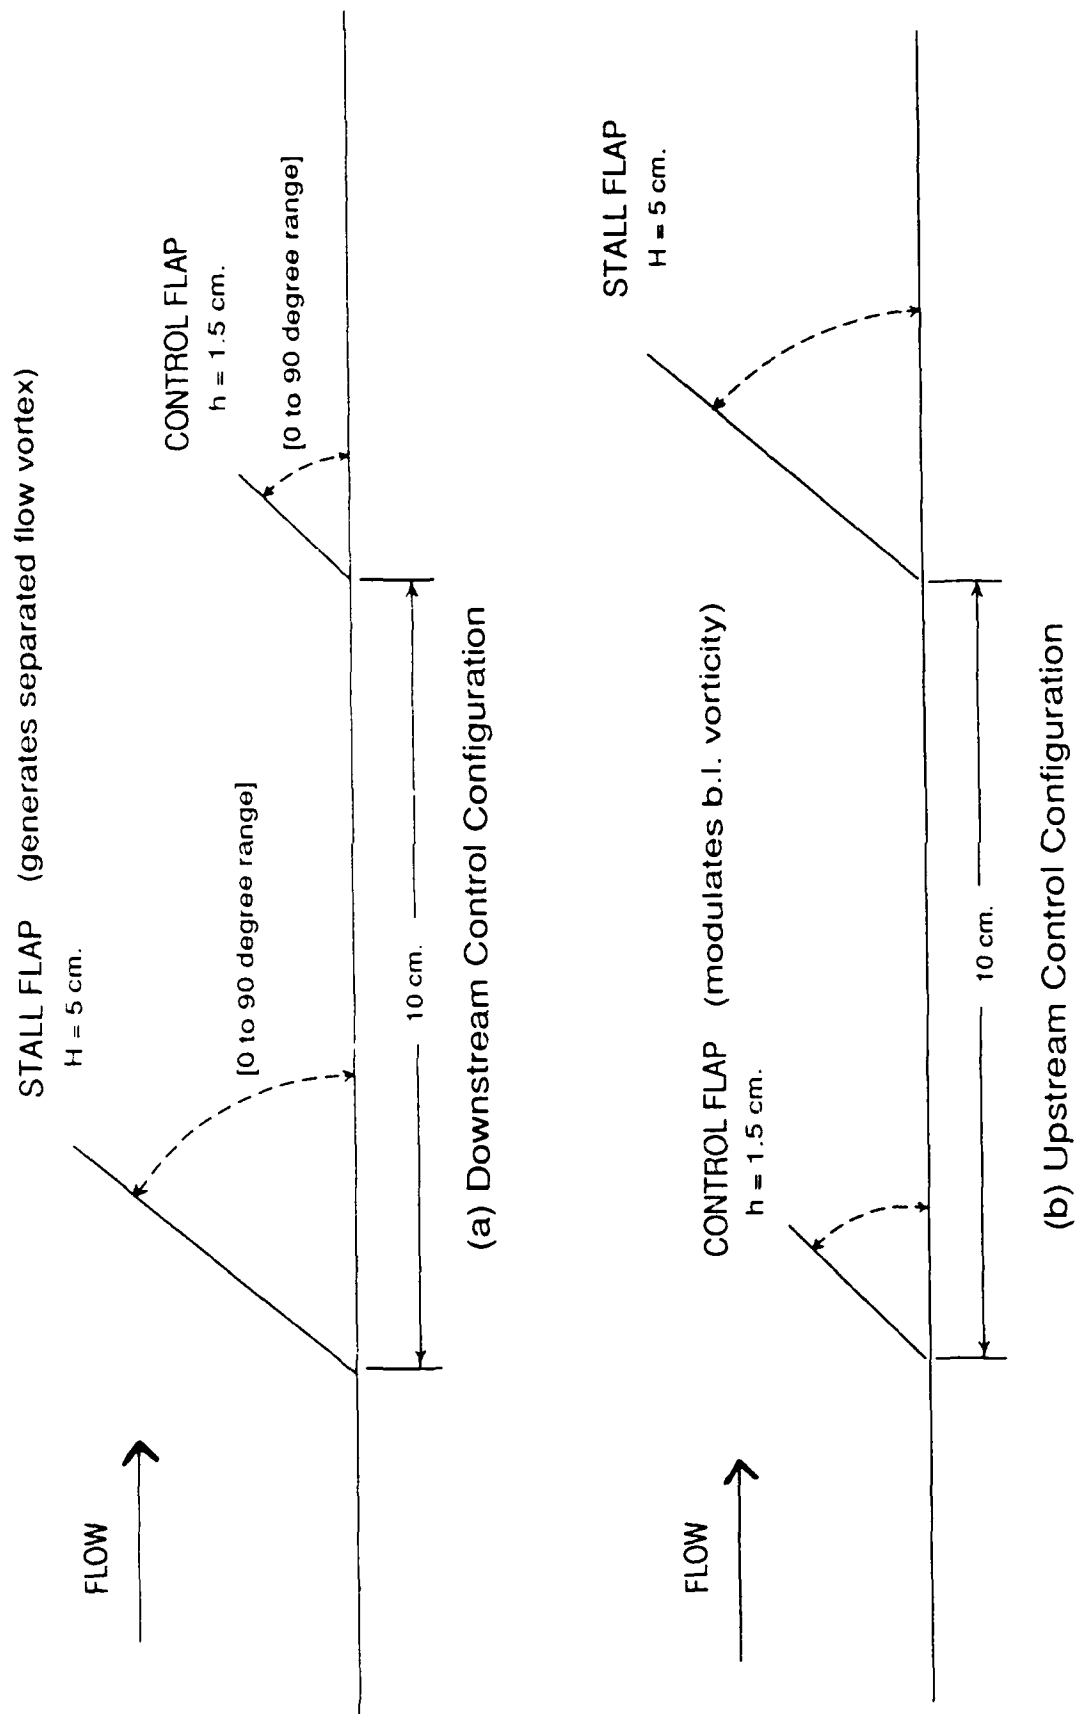 STALL FLAP (generates separated flow vortex)
H = 5 cm.
CONTROL FLAP
h = 1.5 cm.
[0 to 90 degree range]
[0 to 90 degree range]
FLOW
10 cm.
(a) Downstream Control Configuration
STALL FLAP
H = 5 cm.
CONTROL FLAP (modulates b.l. vorticity)
h = 1.5 cm.
FLOW
10 cm.
(b) Upstream Control Configuration